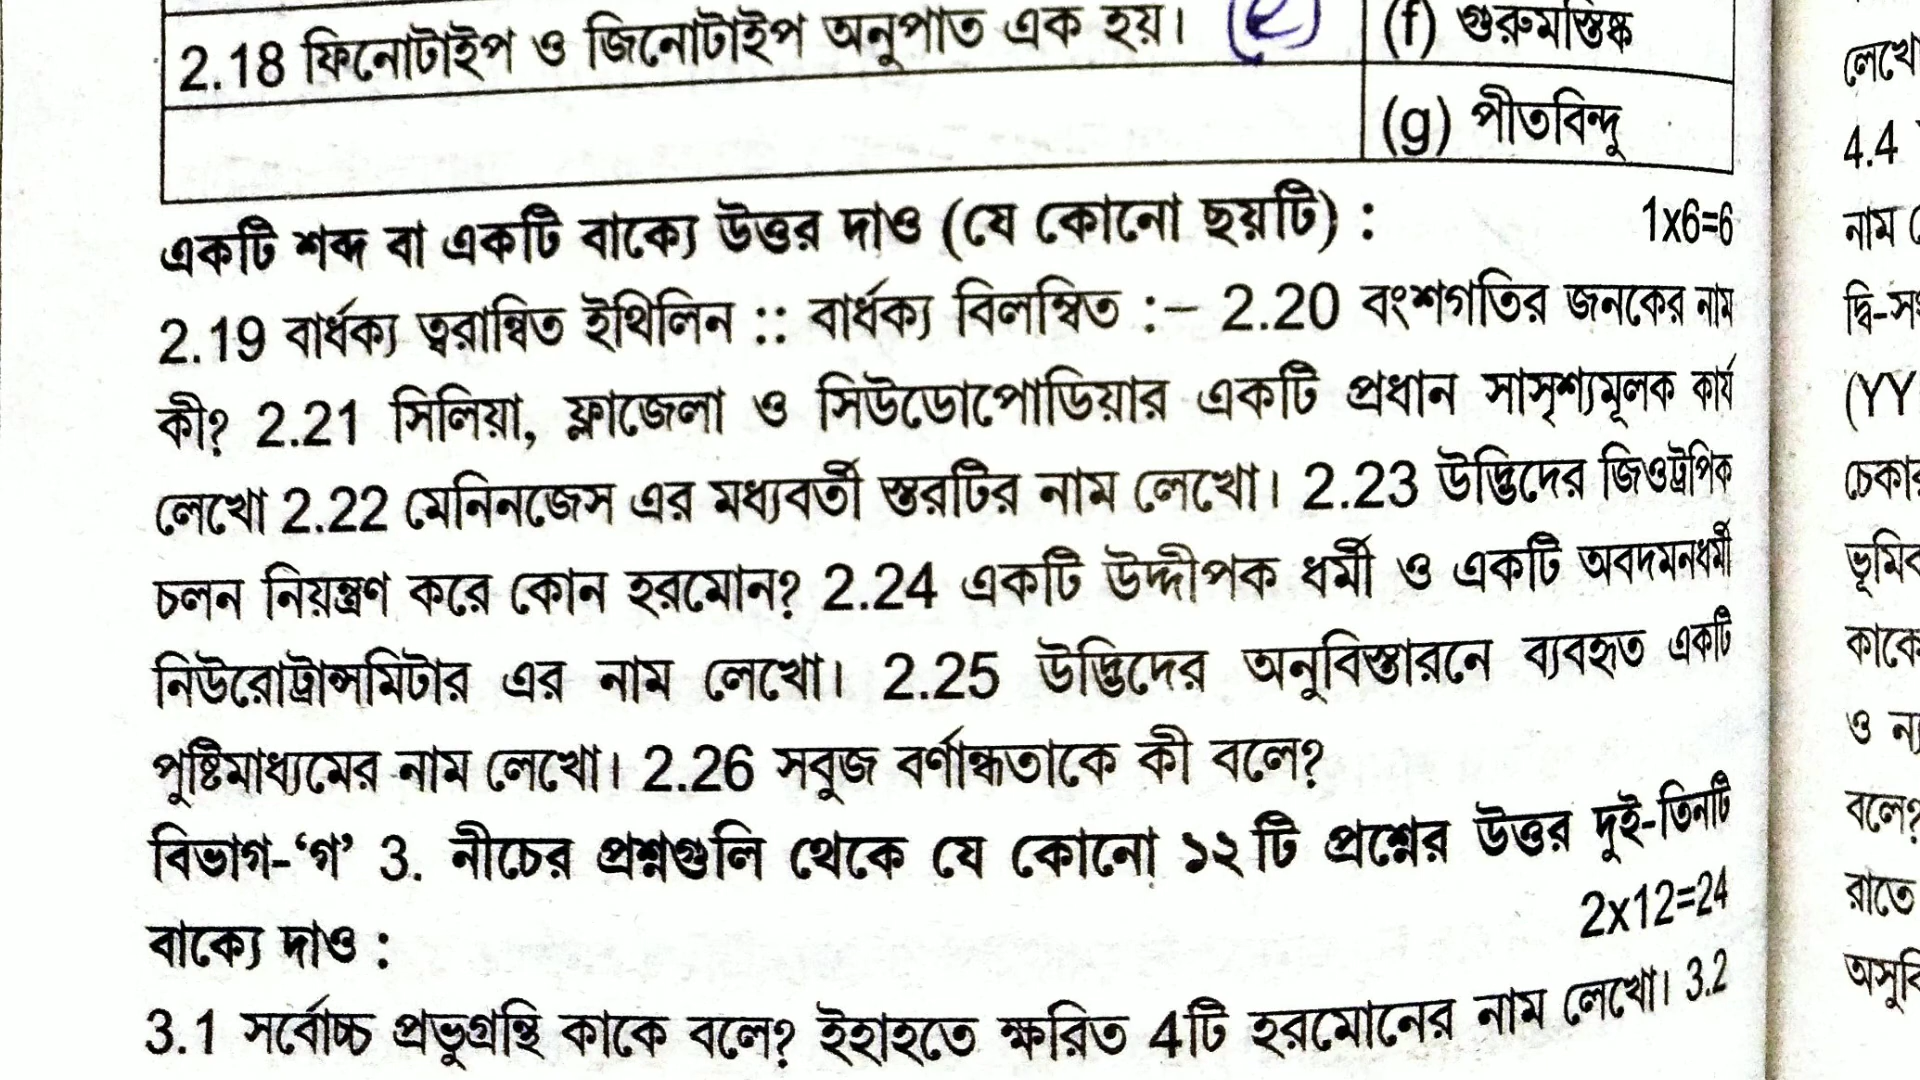 2.18 ফিনোটাইপ ও জিনোটাইপ অনুপাত এক হয়। (e) (f) গুরুমস্তিষ্ক
(g) পীতবিন্দু
একটি শব্দ বা একটি বাক্যে উত্তর দাও (যে কোনো ছয়টি) : 1x6=6
2.19 বার্ধক্য ত্বরান্বিত ইথিলিন :: বার্ধক্য বিলম্বিত :– 2.20 বংশগতির জনকের নাম
কী? 2.21 সিলিয়া, ফ্লাজেলা ও সিউডোপোডিয়ার একটি প্রধান সাসৃশ্যমূলক কার্য
লেখো 2.22 মেনিনজেস এর মধ্যবর্তী স্তরটির নাম লেখো। 2.23 উদ্ভিদের জিওট্রপিক
চলন নিয়ন্ত্রণ করে কোন হরমোন? 2.24 একটি উদ্দীপক ধর্মী ও একটি অবদমনধর্মী
নিউরোট্রান্সমিটার এর নাম লেখো। 2.25 উদ্ভিদের অনুবিস্তারনে ব্যবহৃত একটি
পুষ্টিমাধ্যমের নাম লেখো। 2.26 সবুজ বর্ণান্ধতাকে কী বলে?
বিভাগ-‘গ’ 3. নীচের প্রশ্নগুলি থেকে যে কোনো ১২ টি প্রশ্নের উত্তর দুই-তিনটি
বাক্যে দাও : 2x12=24
3.1 সর্বোচ্চ প্রভুগ্রন্থি কাকে বলে? ইহাহতে ক্ষরিত 4টি হরমোনের নাম লেখো। 3.2
লেখো
4.4
নাম
দ্বি-স
(YY
চেকার
ভূমি
কাকে
ও
বলে?
রাতে